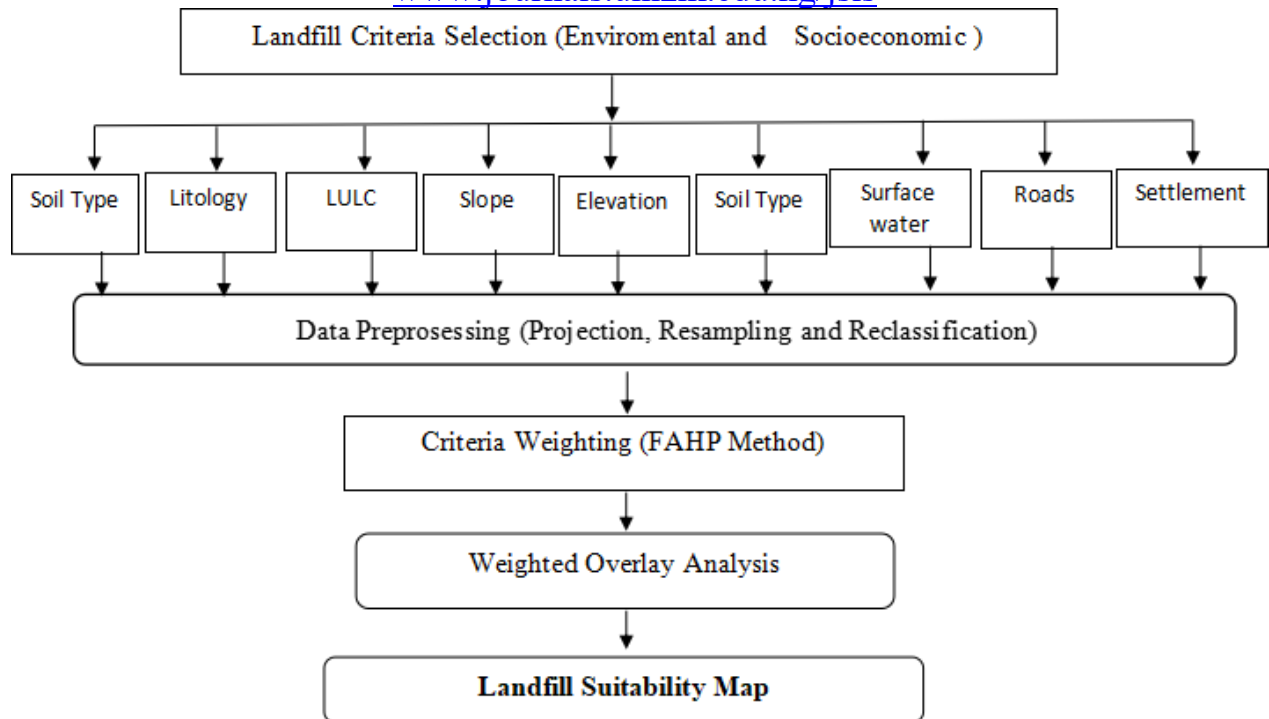 Landfill Criteria Selection (Enviromental and Socioeconomic )
Soil Type
Litology
LULC
Slope
Elevation
Soil Type
Surface
water
Roads
Settlement
Data Preprosessing (Projection, Resampling and Reclassification)
Criteria Weighting (FAHP Method)
Weighted Overlay Analysis
Landfill Suitability Map